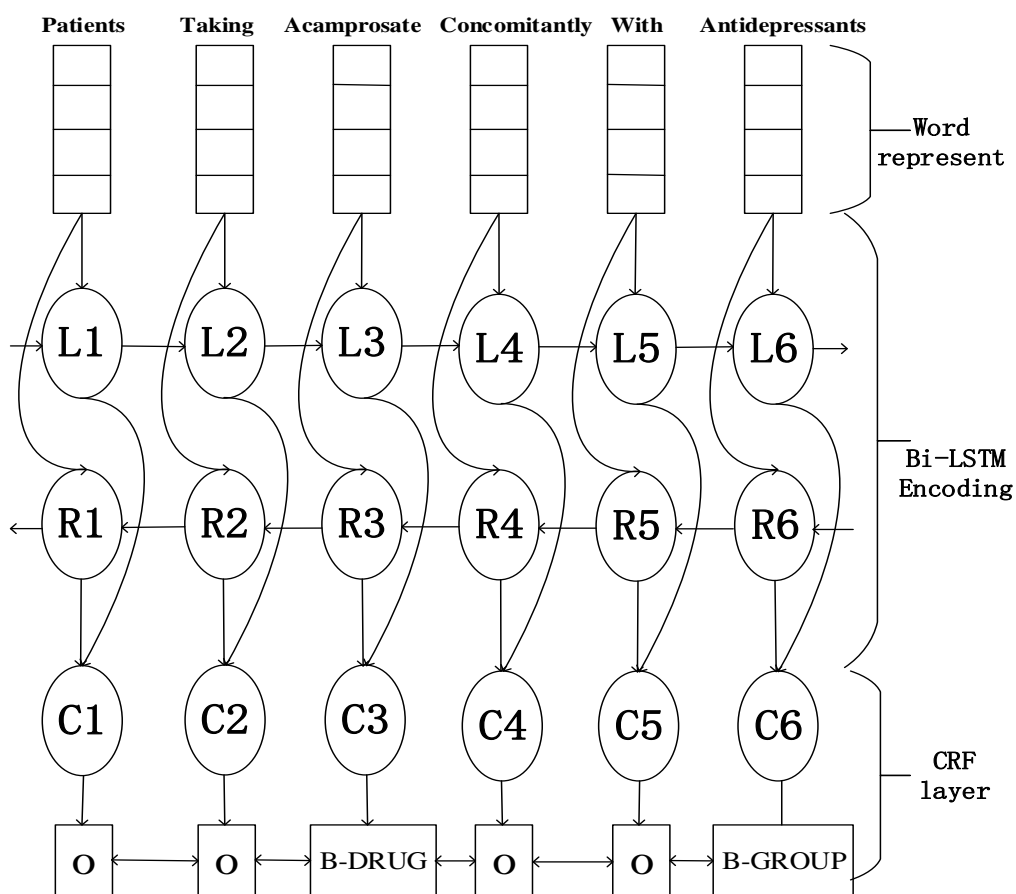 Patients Taking Acamprosate Concomitantly With Antidepressants
Word
represent
L1 L2 L3 L4 L5 L6
Bi-LSTM
Encoding
R1 R2 R3 R4 R5 R6
C1 C2 C3 C4 C5 C6
CRF
layer
O O B-DRUG O O B-GROUP